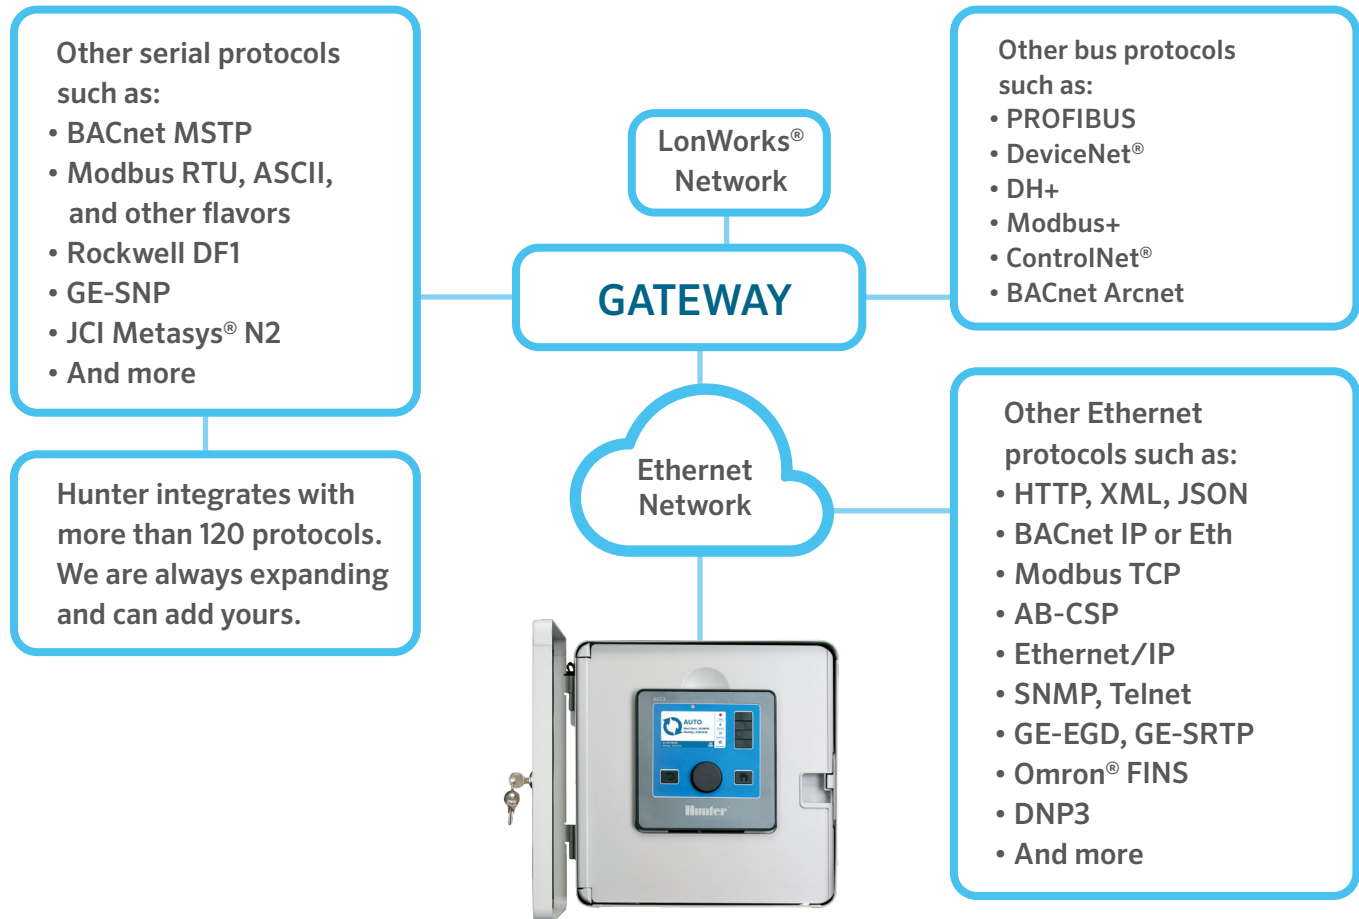 Other serial protocols
such as:
• BACnet MSTP
• Modbus RTU, ASCII,
and other flavors
• Rockwell DF1
• GE-SNP
• JCI Metasys® N2
• And more
Hunter integrates with
more than 120 protocols.
We are always expanding
and can add yours.
LonWorks®
Network
GATEWAY
Ethernet
Network
Other bus protocols
such as:
• PROFIBUS
• DeviceNet®
• DH+
• Modbus+
• ControlNet®
• BACnet Arcnet
Other Ethernet
protocols such as:
• HTTP, XML, JSON
• BACnet IP or Eth
• Modbus TCP
• AB-CSP
• Ethernet/IP
• SNMP, Telnet
• GE-EGD, GE-SRTP
• Omron® FINS
• DNP3
• And more
ACC2
AUTO
Hunter